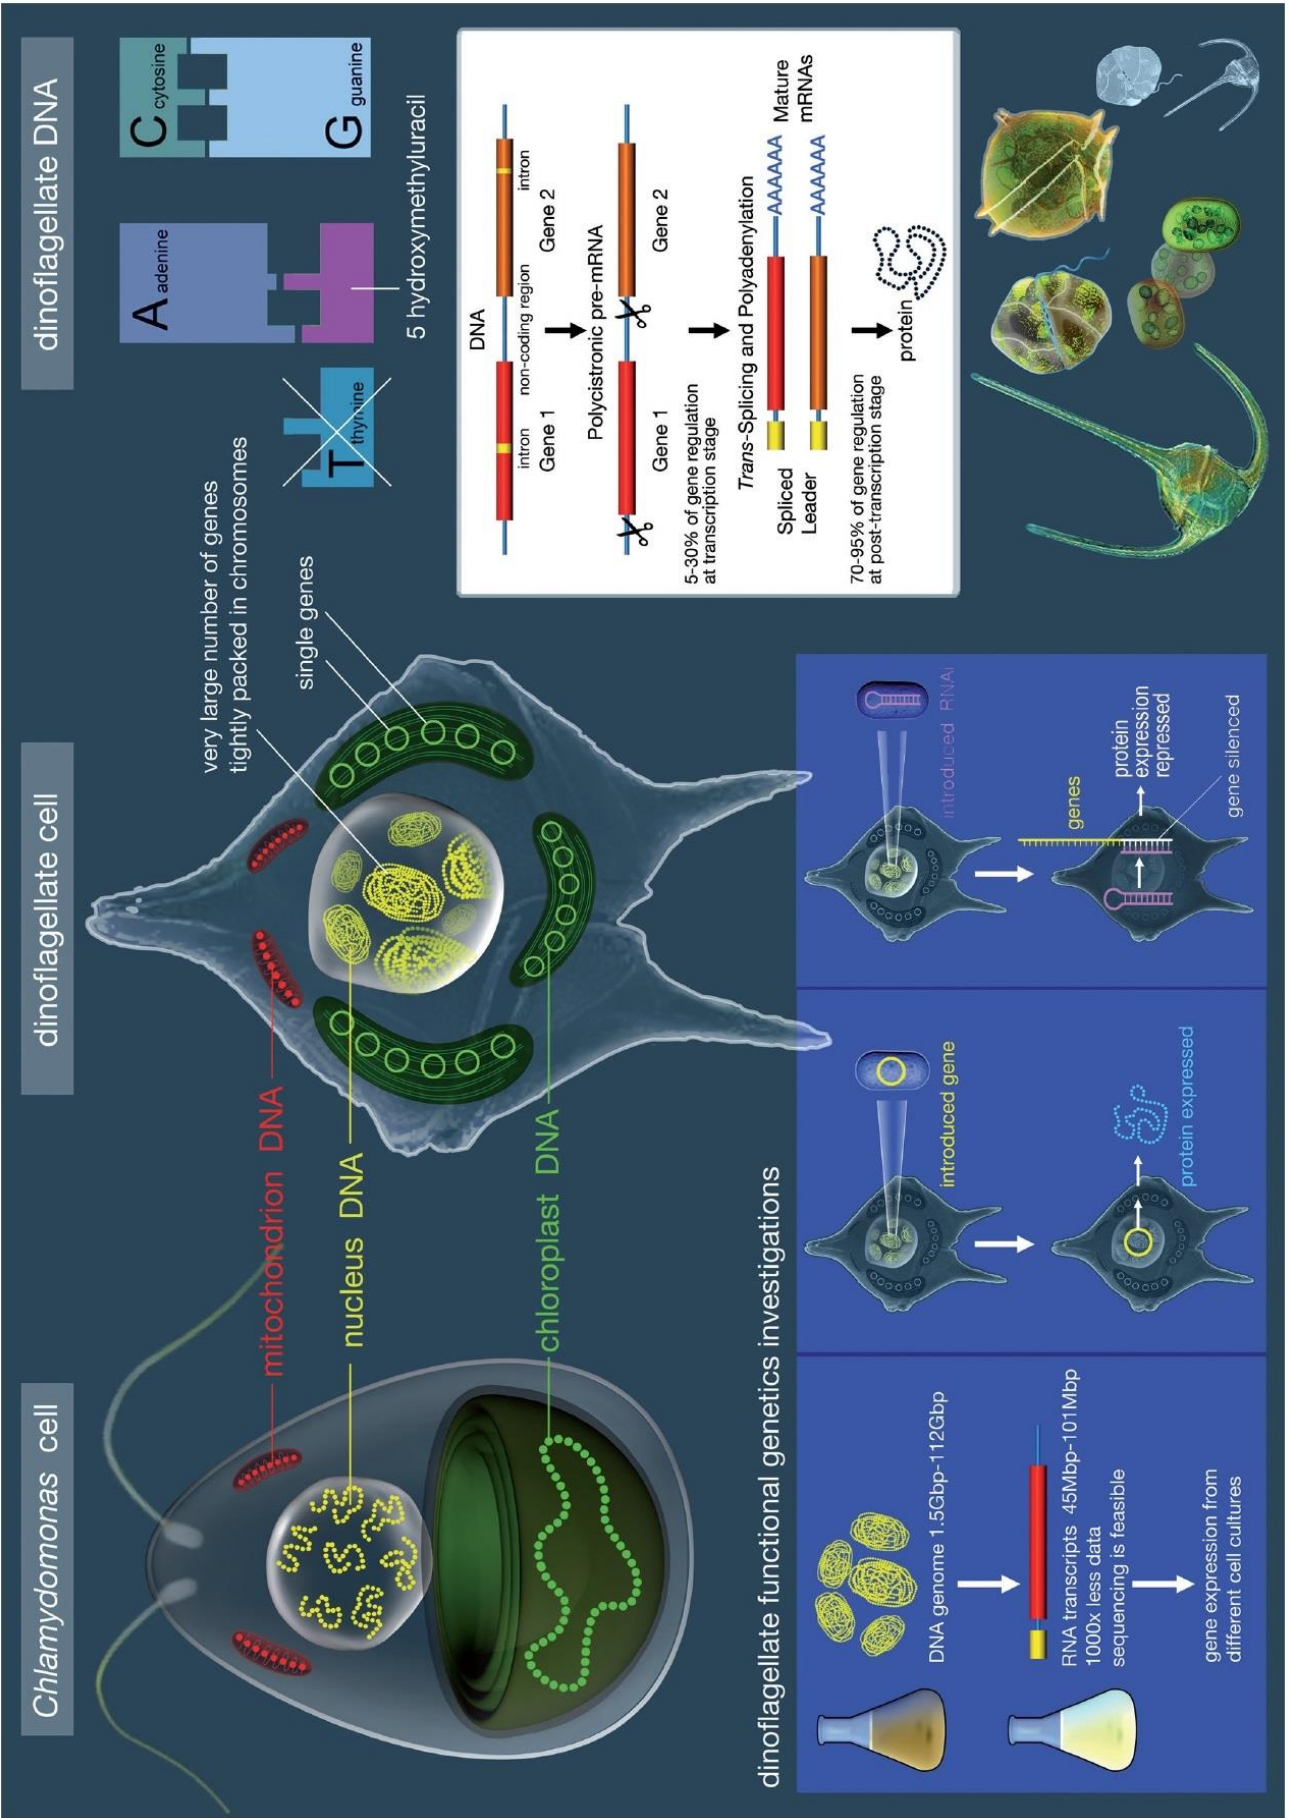 Chlamydomonas cell
dinoflagellate cell
dinoflagellate DNA
mitochondrion DNA
nucleus DNA
chloroplast DNA
very large number of genes
tightly packed in chromosomes
single genes
T thymine
A adenine
5 hydroxymethyluracil
C cytosine
G guanine
DNA
intron
non-coding region
intron
Gene 1
Gene 2
Polycistronic pre-mRNA
Gene 1
Gene 2
5-30% of gene regulation
at transcription stage
Trans-Splicing and Polyadenylation
Spliced
Leader
AAAAAAA
AAAAAAA
Mature
mRNAs
70-95% of gene regulation
at post-transcription stage
protein
dinoflagellate functional genetics investigations
DNA genome 1.5Gbp-112Gbp
RNA transcripts 45Mbp-101Mbp
1000x less data
sequencing is feasible
gene expression from
different cell cultures
introduced gene
protein expressed
introduced RNAi
genes
protein
expression
repressed
gene silenced